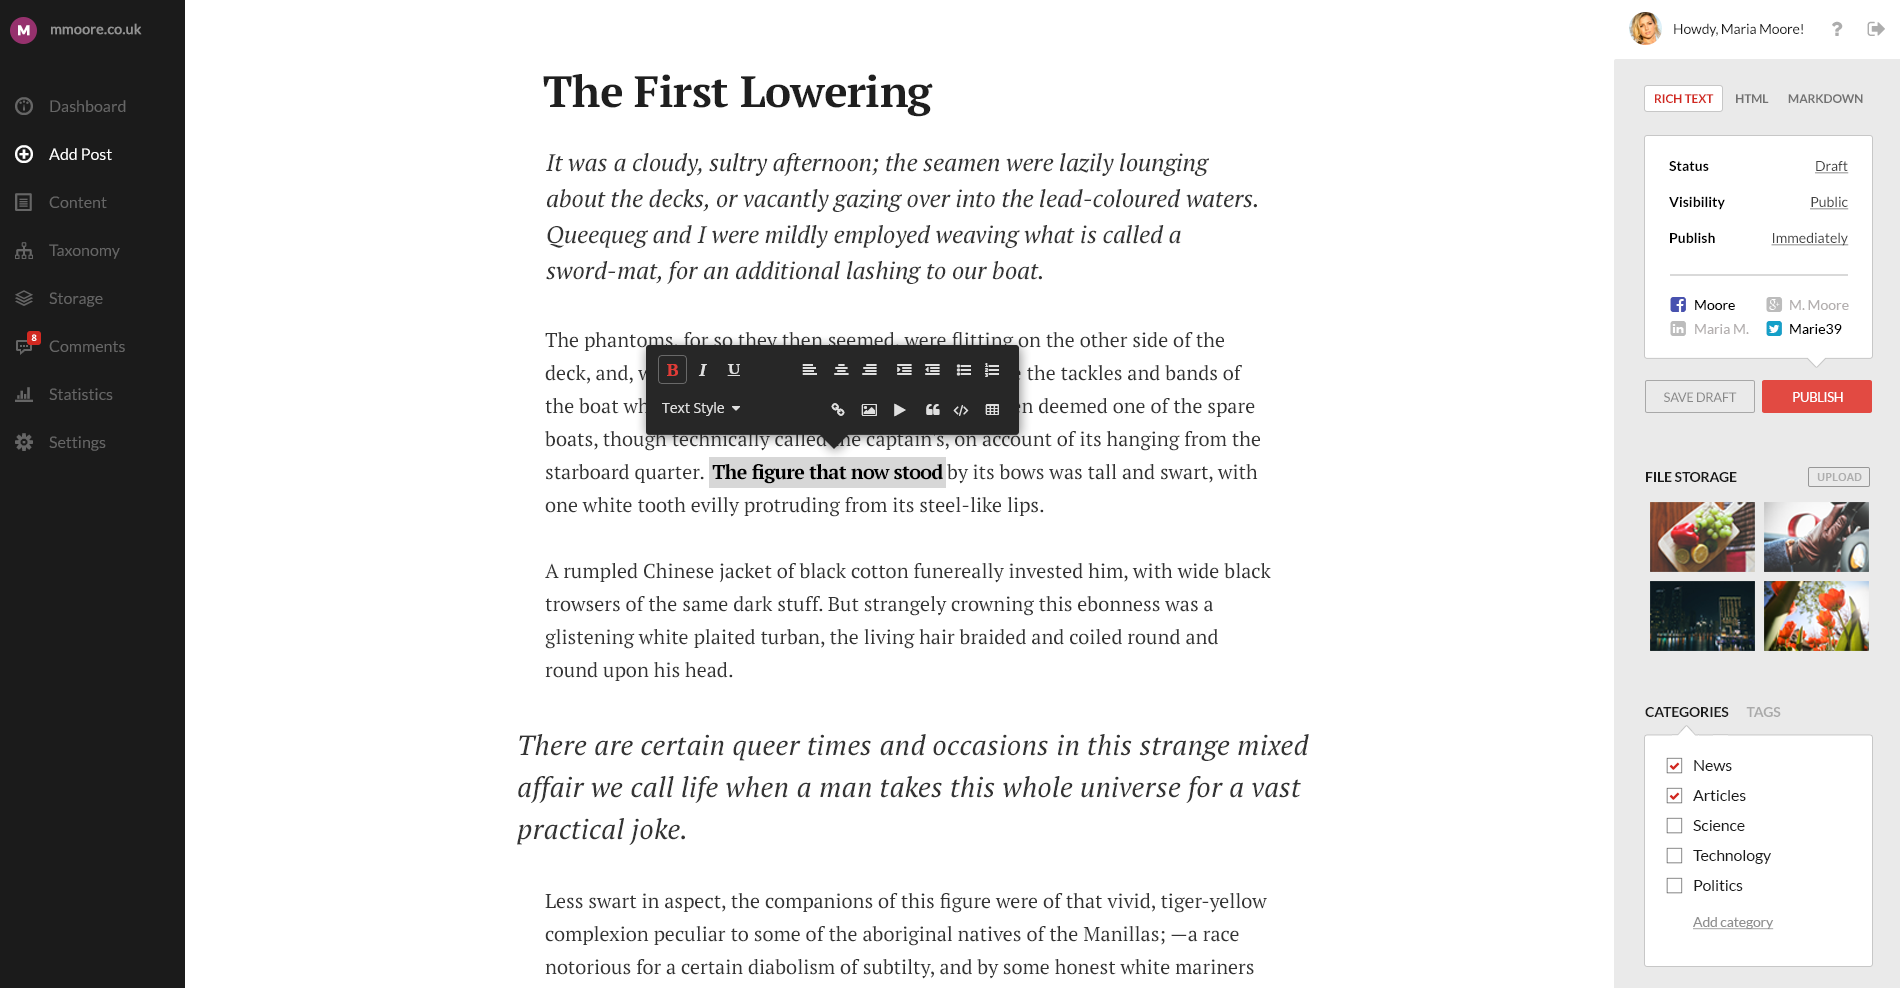 M mmoore.co.uk
Dashboard
Add Post
Content
Taxonomy
Storage
8
Comments
Statistics
Settings
The First Lowering
It was a cloudy, sultry afternoon; the seamen were lazily lounging
about the decks, or vacantly gazing over into the lead-coloured waters.
Queequeg and I were mildly employed weaving what is called a
sword-mat, for an additional lashing to our boat.
The phantoms, for so they then seemed, were flitting on the other side of the
deck, and, the tackles and bands of
the boat deemed one of the spare
boats, though technically called the captain's, on account of its hanging from the
starboard quarter. The figure that now stood by its bows was tall and swart, with
one white tooth evilly protruding from its steel-like lips.
B I U
Text Style
A rumpled Chinese jacket of black cotton funereally invested him, with wide black
trowsers of the same dark stuff. But strangely crowning this ebonness was a
glistening white plaited turban, the living hair braided and coiled round and
round upon his head.
There are certain queer times and occasions in this strange mixed
affair we call life when a man takes this whole universe for a vast
practical joke.
Less swart in aspect, the companions of this figure were of that vivid, tiger-yellow
complexion peculiar to some of the aboriginal natives of the Manillas; —a race
notorious for a certain diabolism of subtilty, and by some honest white mariners
Howdy, Maria Moore! ?
RICH TEXT HTML MARKDOWN
Status Draft
Visibility Public
Publish Immediately
Moore M. Moore
Maria M. Marie39
SAVE DRAFT PUBLISH
FILE STORAGE UPLOAD
CATEGORIES TAGS
News
Articles
Science
Technology
Politics
Add category